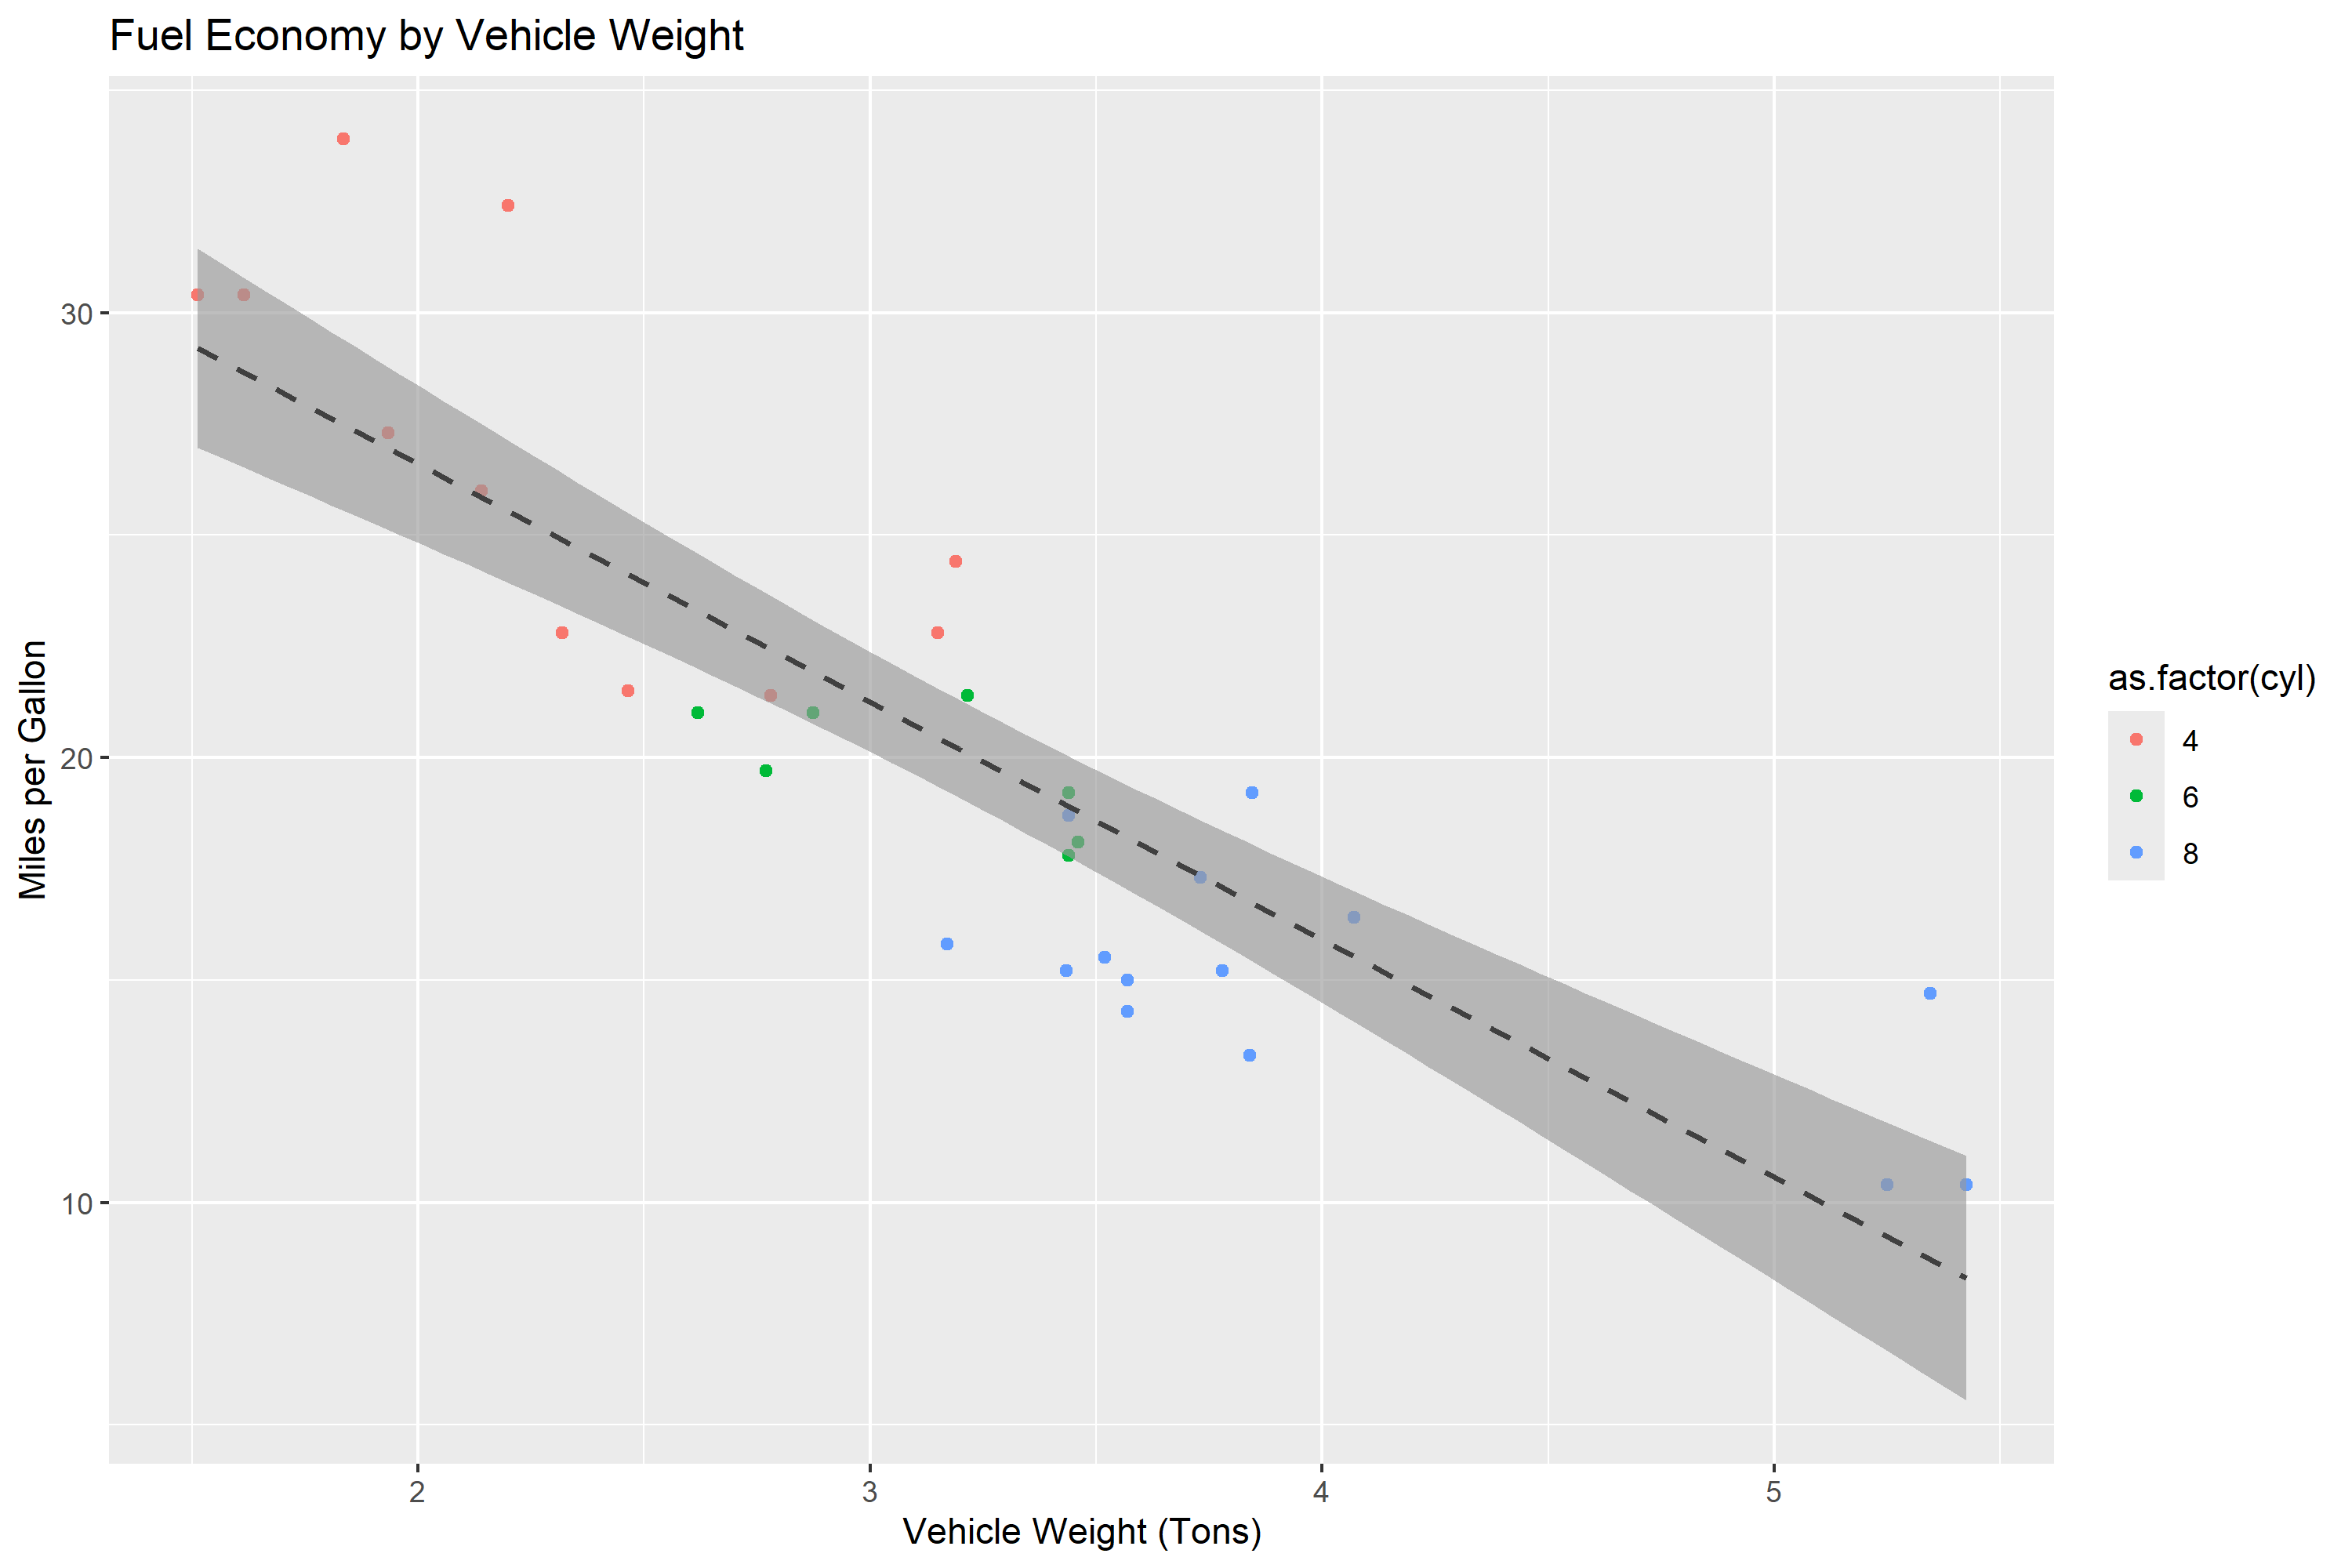 Fuel Economy by Vehicle Weight
Miles per Gallon
30
20
10
2
3
4
5
Vehicle Weight (Tons)
as.factor(cyl)
4
6
8